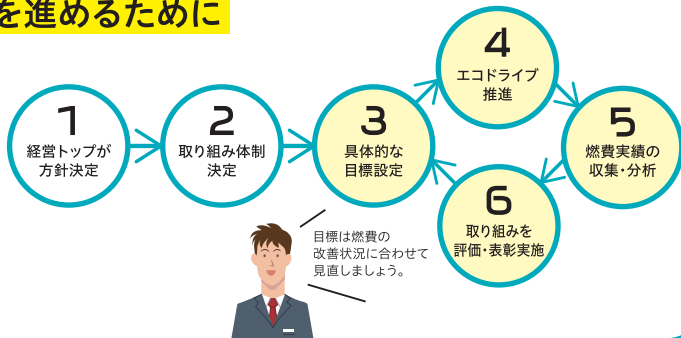 を進めるために
1
経営トップが
方針決定
2
取り組み体制
決定
3
具体的な
目標設定
4
エコドライブ
推進
5
燃費実績の
収集・分析
6
取り組みを
評価・表彰実施
目標は燃費の
改善状況に合わせて
見直しましょう。